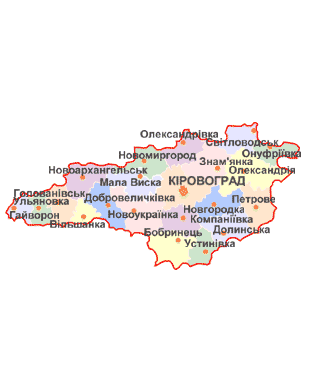 Олександрівка
Світловодськ
Онуфріївка
Новомиргород
Знам'янка
Новоархангельськ
Олександрія
Мала Виска
КІРОВОГРАД
Голованівськ
Ульяновка
Добровеличківка
Петрове
Гайворон
Новоукраїнка
Новгородка
Компаніївка
Вільшанка
Бобринець
Долинська
Устинівка